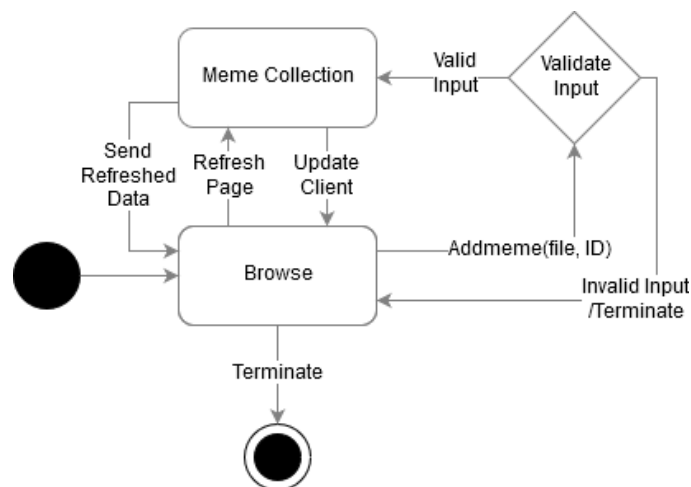 Meme Collection
Valid
Input
Validate
Input
Send
Refreshed
Data
Refresh
Page
Update
Client
Addmeme(file, ID)
Browse
Invalid Input
/Terminate
Terminate